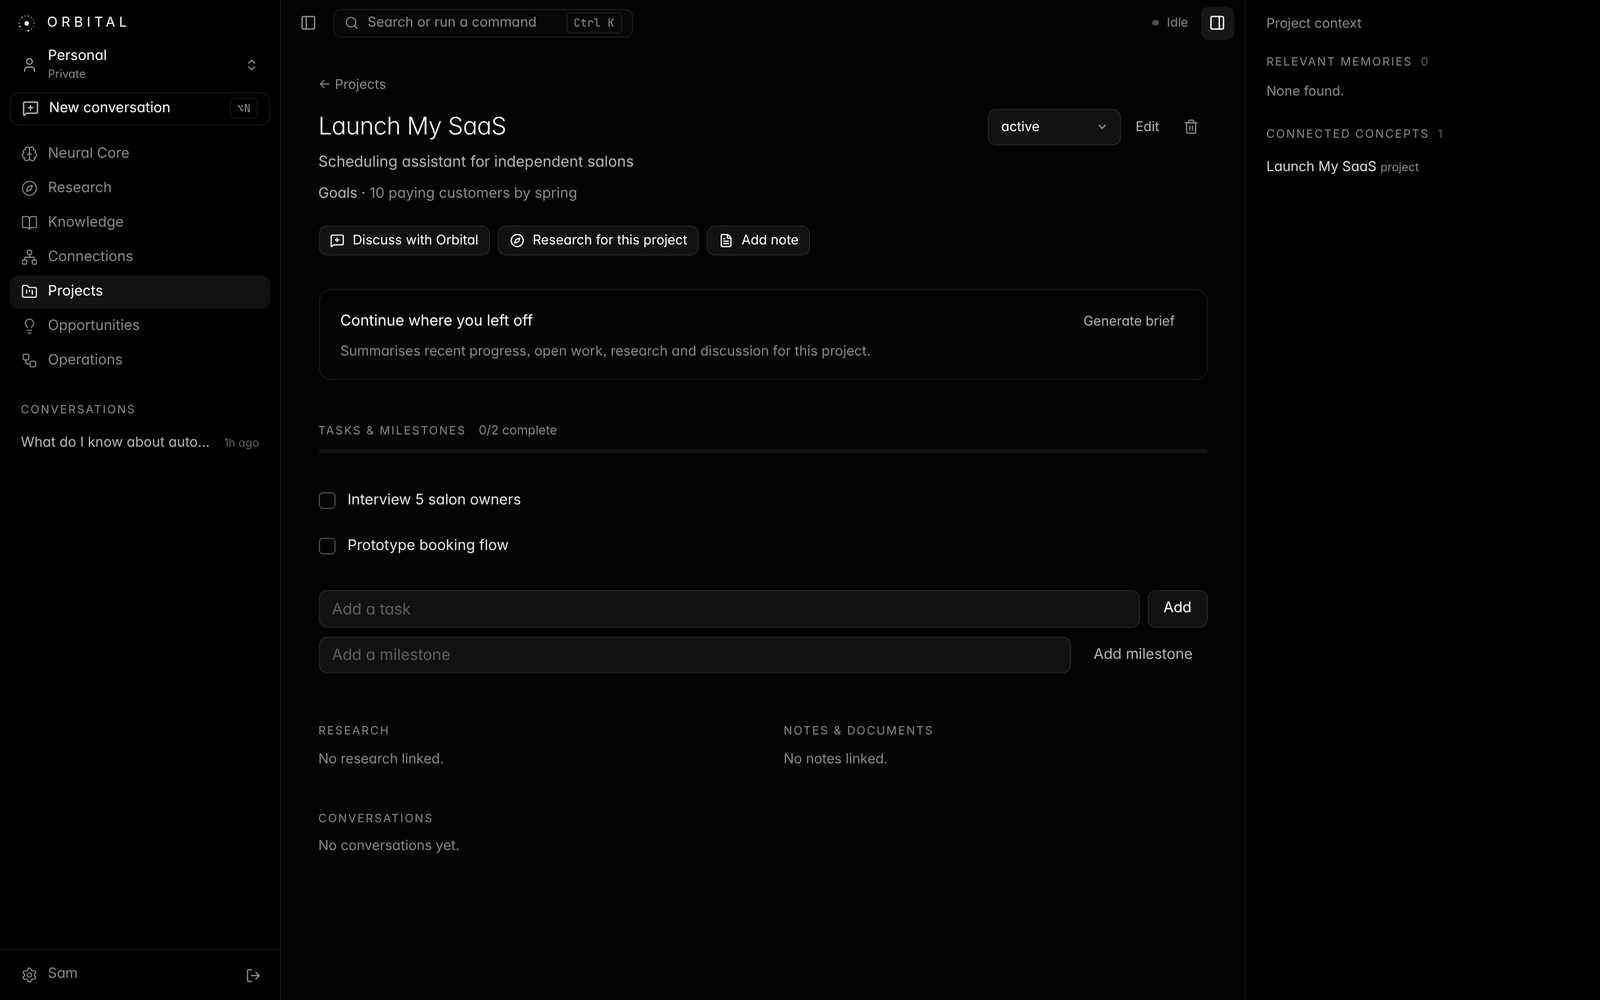 ORBITAL
Personal
Private
New conversation
⌥N
Neural Core
Research
Knowledge
Connections
Projects
Opportunities
Operations
CONVERSATIONS
What do I know about auto... 1h ago
Sam
Search or run a command Ctrl K
Idle
← Projects
Launch My SaaS
active
Edit
Scheduling assistant for independent salons
Goals · 10 paying customers by spring
Discuss with Orbital
Research for this project
Add note
Continue where you left off
Generate brief
Summarises recent progress, open work, research and discussion for this project.
TASKS & MILESTONES 0/2 complete
Interview 5 salon owners
Prototype booking flow
Add a task
Add
Add a milestone
Add milestone
RESEARCH
No research linked.
NOTES & DOCUMENTS
No notes linked.
CONVERSATIONS
No conversations yet.
Project context
RELEVANT MEMORIES 0
None found.
CONNECTED CONCEPTS 1
Launch My SaaS project